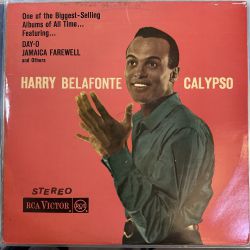 One of the Biggest-Selling
Albums of All Time...
Featuring...
DAY-O
JAMAICA FAREWELL
and Others
HARRY BELAFONTE CALYPSO
STEREO
RCA VICTOR